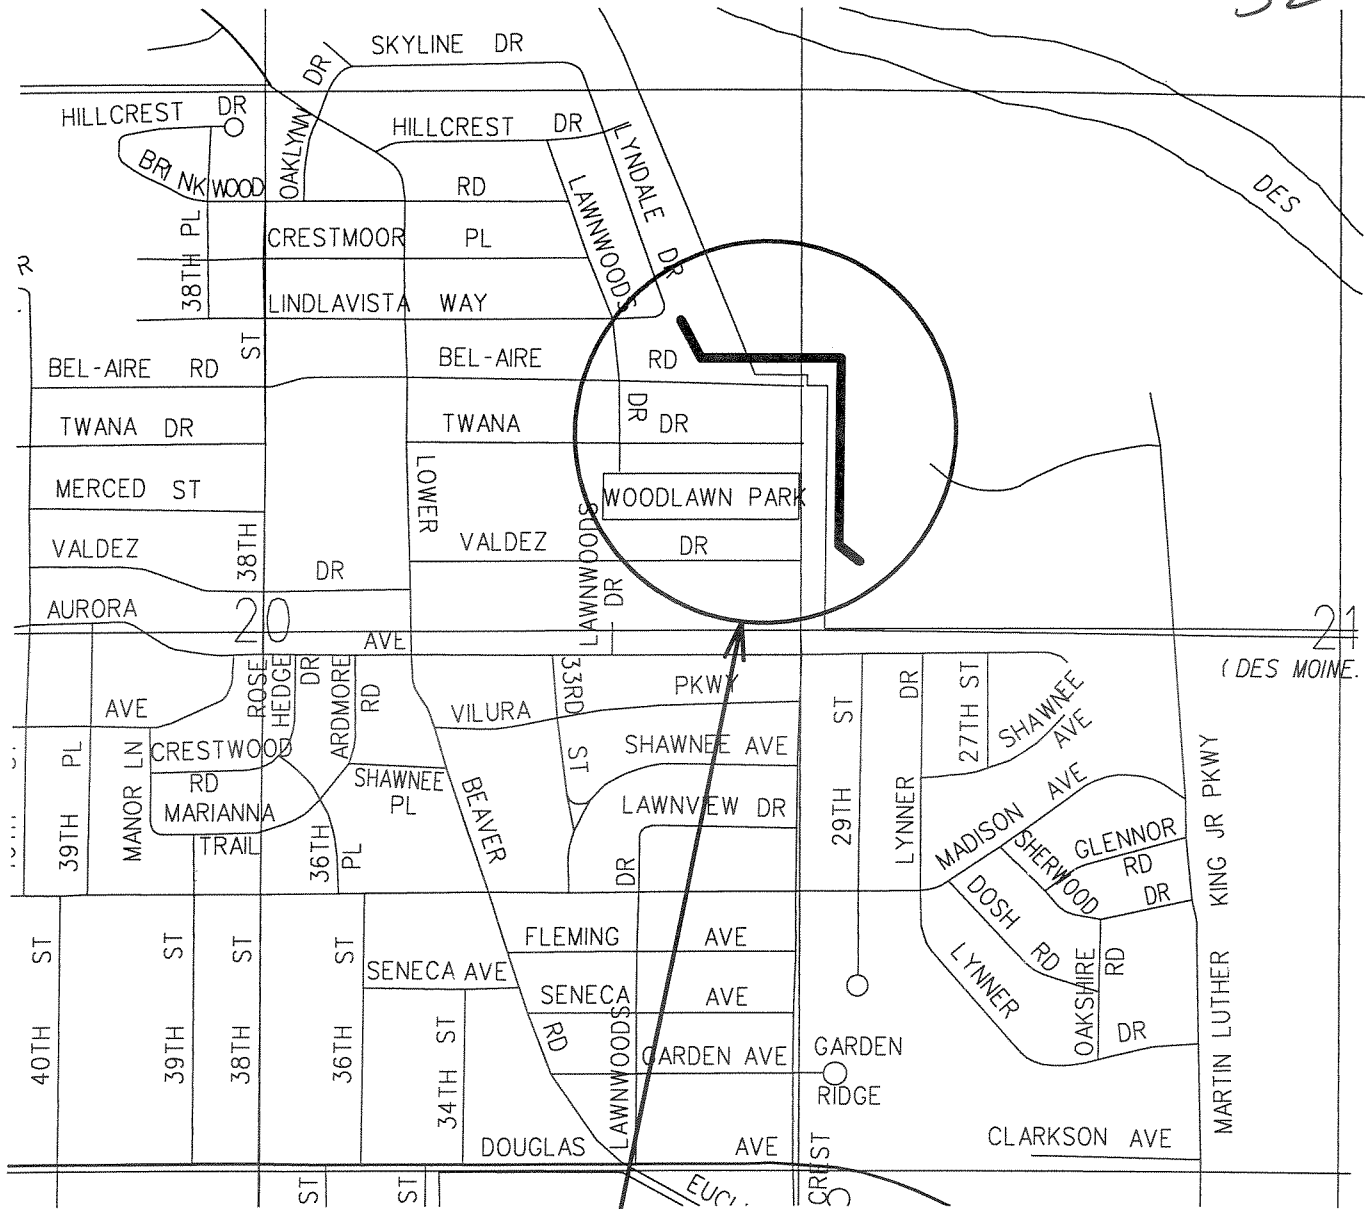 SKYLINE DR
HILLCREST DR
OAKLYNN DR
HILLCREST DR
LYNDALE DR
BRINKWOOD
RD
LAWNWOODS
DR
DES
38TH PL
CRESTMOOR PL
LINDLAVISTA WAY
38TH ST
BEL-AIRE RD
BEL-AIRE RD
TWANA DR
TWANA DR
MERCED ST
LOWER
WOODLAWN PARK
VALDEZ DR
VALDEZ DR
LAWNWOODS DR
AURORA AVE
20
21
(DES MOINE
ROSE HEDGE DR
ARDMORE RD
33RD ST
PKWY
29TH ST
LYNNER DR
27TH ST
SHAWNEE AVE
AVE
VILURA
39TH PL
MANOR LN
CRESTWOOD
RD
MARIANNA
TRAIL
36TH PL
SHAWNEE PL
BEAVER RD
SHAWNEE AVE
LAWNVIEW DR
MADISON AVE
GLENNOR RD
SHERWOOD DR
DOSH RD
LYNNER DR
OAKSHIRE RD
MARTIN LUTHER KING JR PKWY
40TH ST
39TH ST
38TH ST
36TH ST
34TH ST
SENECA AVE
FLEMING AVE
SENECA AVE
LAWNWOODS DR
GARDEN AVE
GARDEN RIDGE
CLARKSON AVE
DOUGLAS AVE
ST
ST
CREST